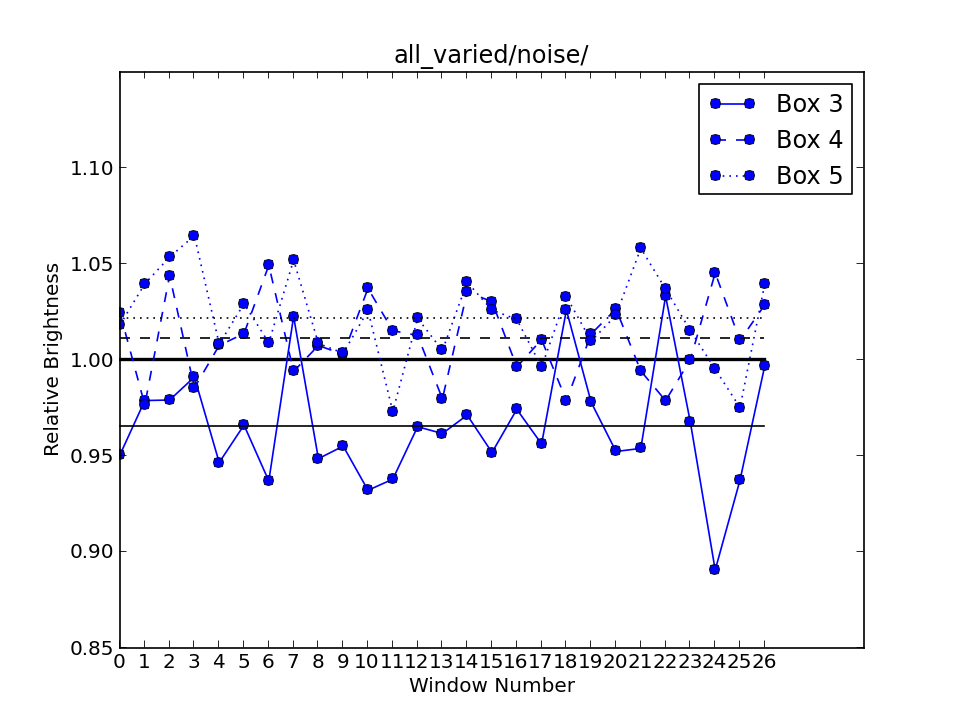 all_varied/noise/
Box 3
Box 4
Box 5
1.10
1.05
1.00
0.95
0.90
0.85
Relative Brightness
0 1 2 3 4 5 6 7 8 9 10 11 12 13 14 15 16 17 18 19 20 21 22 23 24 25 26
Window Number